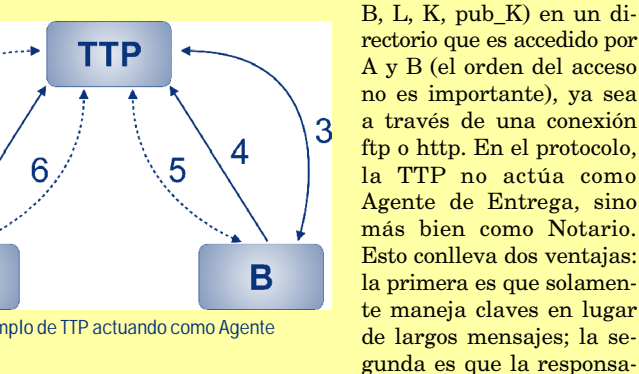 TTP
3
4
5
6
B
mplo de TTP actuando como Agente
B, L, K, pub_K) en un di-
rectorio que es accedido por
A y B (el orden del acceso
no es importante), ya sea
a través de una conexión
ftp o http. En el protocolo,
la TTP no actúa como
Agente de Entrega, sino
más bien como Notario.
Esto conlleva dos ventajas:
la primera es que solamen-
te maneja claves en lugar
de largos mensajes; la se-
gunda es que la responsa-